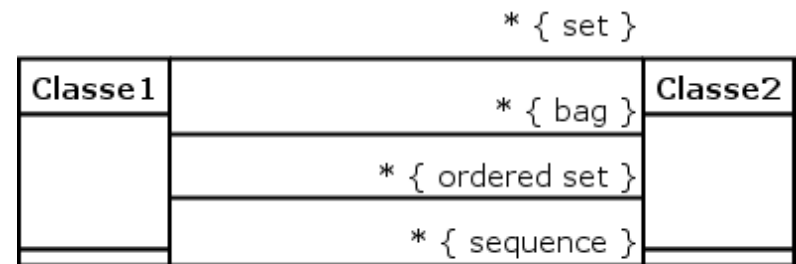 * { set }
Classe1
Classe2
* { bag }
* { ordered set }
* { sequence }